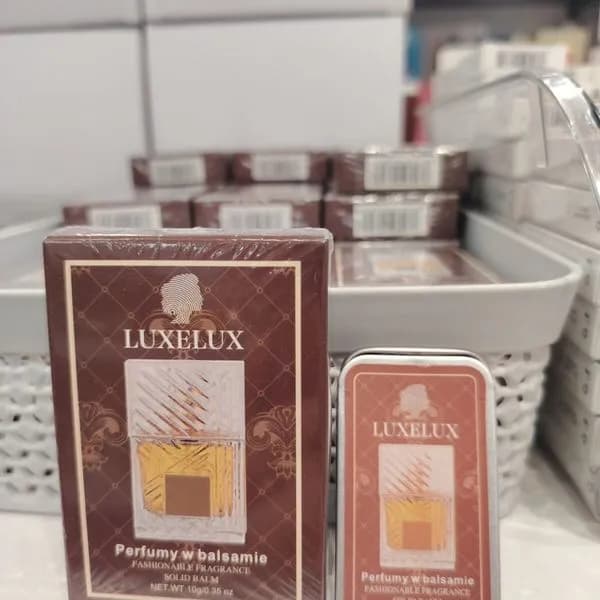 LUXELUX
Perfumy w balsamie
FASHIONABLE FRAGRANCE
SOLID BALM
NET WT 10g/0.35 oz
LUXELUX
Perfumy w balsamie
FASHIONABLE FRAGRANCE